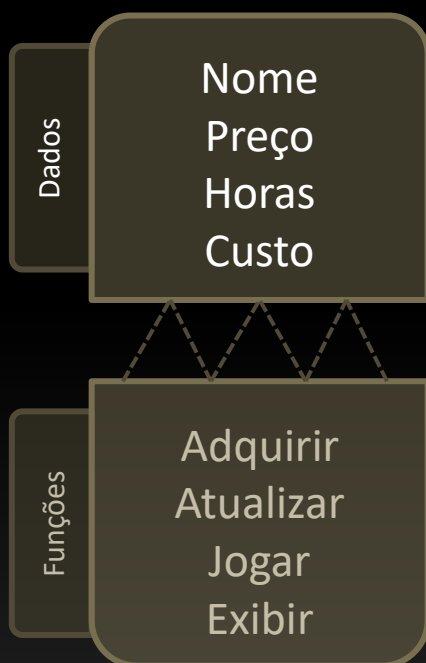 Dados
Nome
Preço
Horas
Custo
Funções
Adquirir
Atualizar
Jogar
Exibir